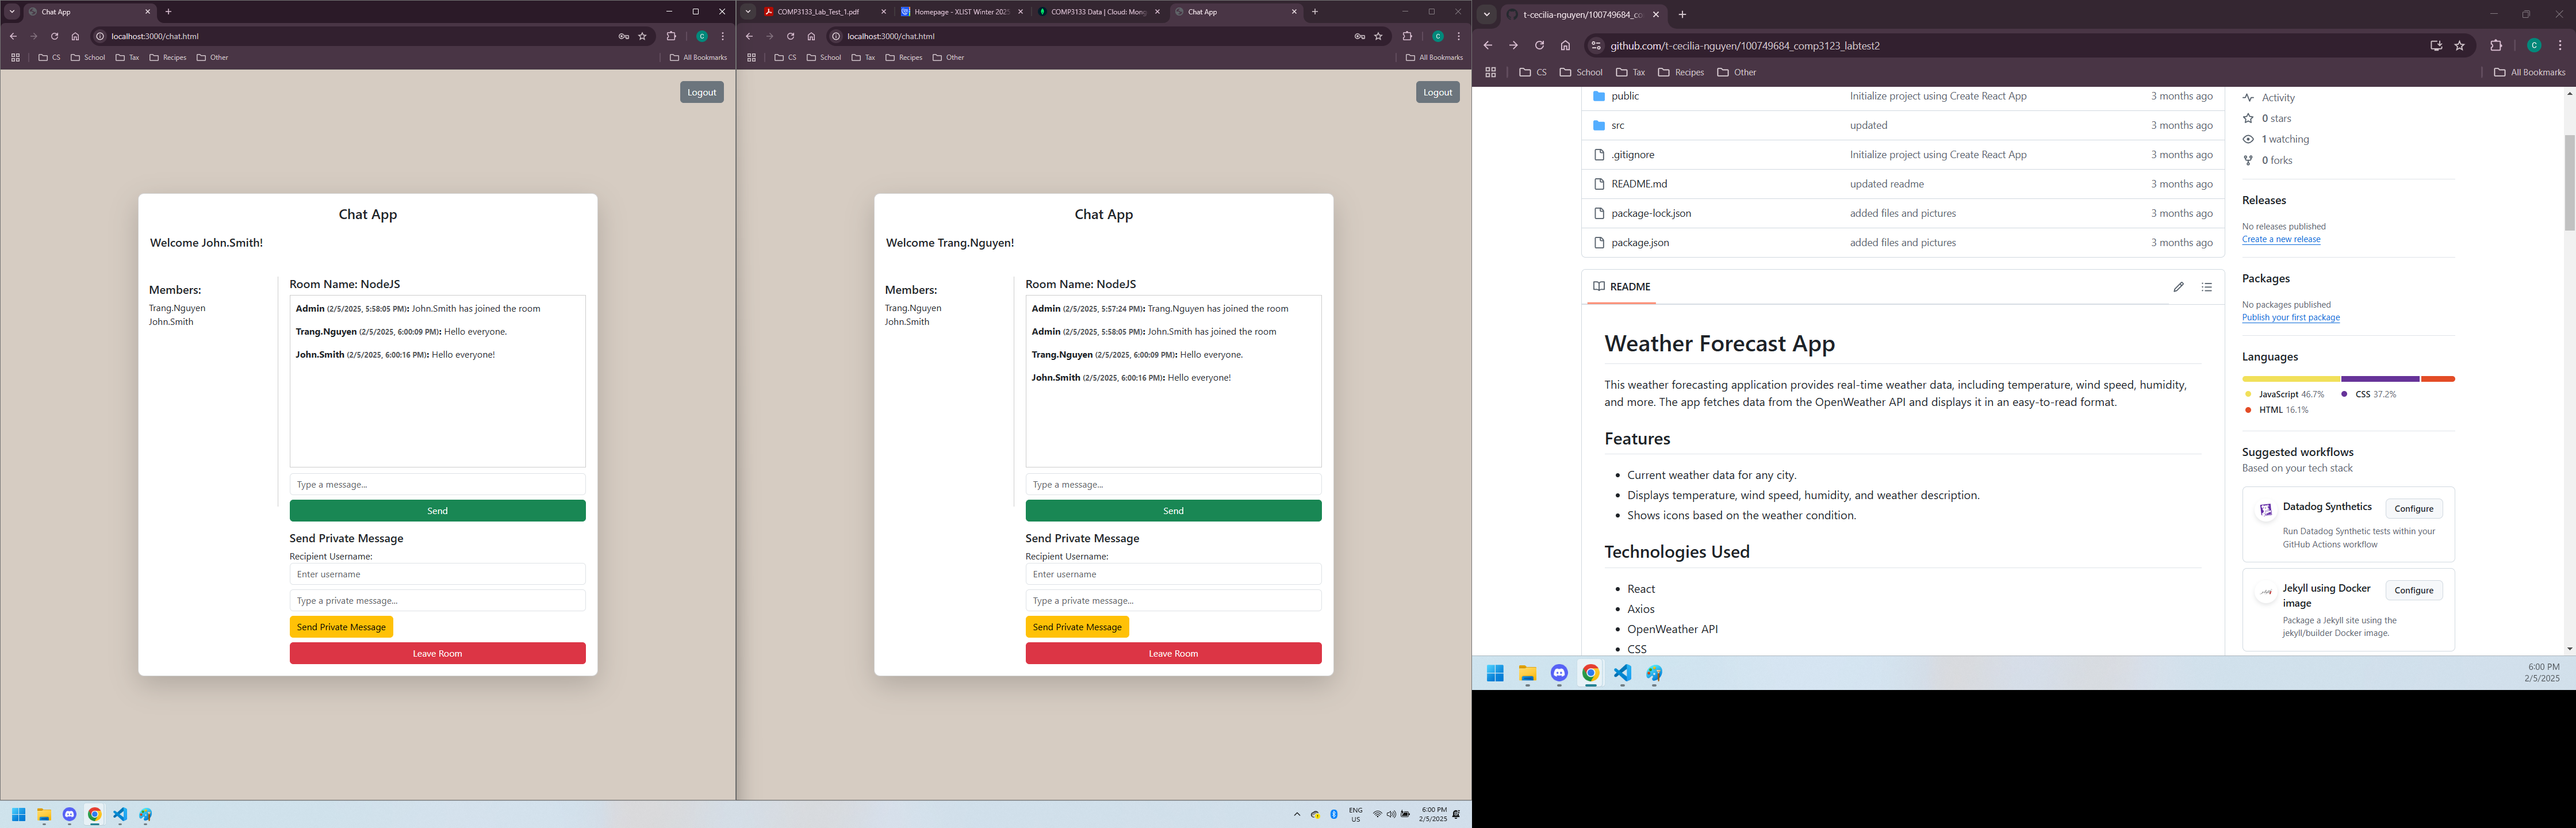 Chat App
localhost:3000/chat.html
CS
School
Tax
Recipes
Other
All Bookmarks
Logout
Chat App
Welcome John.Smith!
Members:
Trang.Nguyen
John.Smith
Room Name: NodeJS
Admin (2/5/2025, 5:58:05 PM): John.Smith has joined the room
Trang.Nguyen (2/5/2025, 6:00:09 PM): Hello everyone.
John.Smith (2/5/2025, 6:00:16 PM): Hello everyone!
Type a message...
Send
Send Private Message
Recipient Username:
Enter username
Type a private message...
Send Private Message
Leave Room
COMP3133_Lab_Test_1.pdf
Homepage - XLIST Winter 2025
COMP3133 Data | Cloud: Mong
Chat App
localhost:3000/chat.html
CS
School
Tax
Recipes
Other
All Bookmarks
Logout
Chat App
Welcome Trang.Nguyen!
Members:
Trang.Nguyen
John.Smith
Room Name: NodeJS
Admin (2/5/2025, 5:57:24 PM): Trang.Nguyen has joined the room
Admin (2/5/2025, 5:58:05 PM): John.Smith has joined the room
Trang.Nguyen (2/5/2025, 6:00:09 PM): Hello everyone.
John.Smith (2/5/2025, 6:00:16 PM): Hello everyone!
Type a message...
Send
Send Private Message
Recipient Username:
Enter username
Type a private message...
Send Private Message
Leave Room
ENG
US
6:00 PM
2/5/2025
t-cecilia-nguyen/100749684_co
github.com/t-cecilia-nguyen/100749684_comp3123_labtest2
CS
School
Tax
Recipes
Other
All Bookmarks
public Initialize project using Create React App 3 months ago
src updated 3 months ago
.gitignore Initialize project using Create React App 3 months ago
README.md updated readme 3 months ago
package-lock.json added files and pictures 3 months ago
package.json added files and pictures 3 months ago
README
Weather Forecast App
This weather forecasting application provides real-time weather data, including temperature, wind speed, humidity,
and more. The app fetches data from the OpenWeather API and displays it in an easy-to-read format.
Features
• Current weather data for any city.
• Displays temperature, wind speed, humidity, and weather description.
• Shows icons based on the weather condition.
Technologies Used
• React
• Axios
• OpenWeather API
• CSS
Activity
0 stars
1 watching
0 forks
Releases
No releases published
Create a new release
Packages
No packages published
Publish your first package
Languages
JavaScript 46.7% CSS 37.2%
HTML 16.1%
Suggested workflows
Based on your tech stack
Datadog Synthetics
Configure
Run Datadog Synthetic tests within your
GitHub Actions workflow
Jekyll using Docker
image
Configure
Package a Jekyll site using the
jekyll/builder Docker image.
6:00 PM
2/5/2025